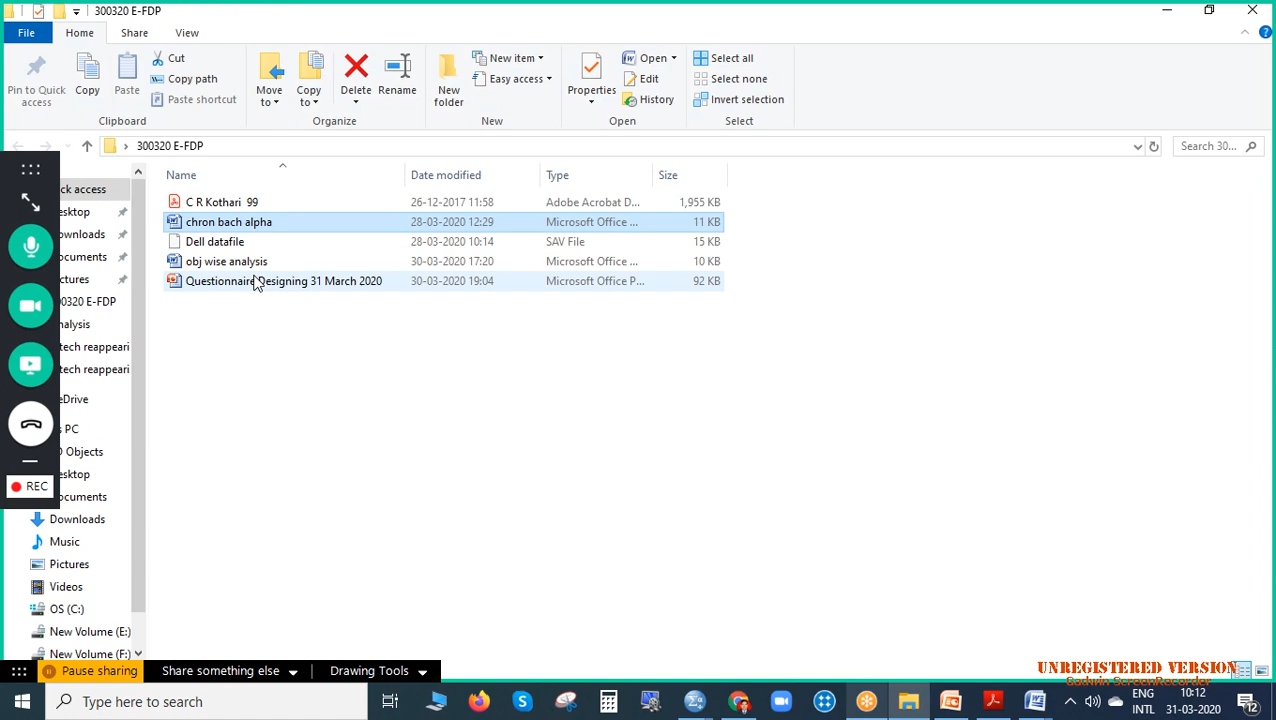 300320 E-FDP
File Home Share View
Pin to Quick access
Copy
Paste
Cut
Copy path
Paste shortcut
Clipboard
Move to
Copy to
Delete
Rename
Organize
New folder
New item
Easy access
New
Properties
Open
Edit
History
Open
Select all
Select none
Invert selection
Select
300320 E-FDP
Search 30...
Name Date modified Type Size
C R Kothari 99 26-12-2017 11:58 Adobe Acrobat D... 1,955 KB
chron bach alpha 28-03-2020 12:29 Microsoft Office ... 11 KB
Dell datafile 28-03-2020 10:14 SAV File 15 KB
obj wise analysis 30-03-2020 17:20 Microsoft Office ... 10 KB
Questionnaire Designing 31 March 2020 30-03-2020 19:04 Microsoft Office P... 92 KB
ck access
esktop
ownloads
ocuments
ctures
00320 E-FDP
nalysis
tech reappeari
tech reappeari
eDrive
s PC
D Objects
esktop
ocuments
Downloads
Music
Pictures
Videos
OS (C:)
New Volume (E:)
New Volume (F:)
REC
Pause sharing Share something else Drawing Tools
UNREGISTERED VERSION
Gadwin ScreenRecorder
Type here to search
ENG
INTL
10:12
31-03-2020
12